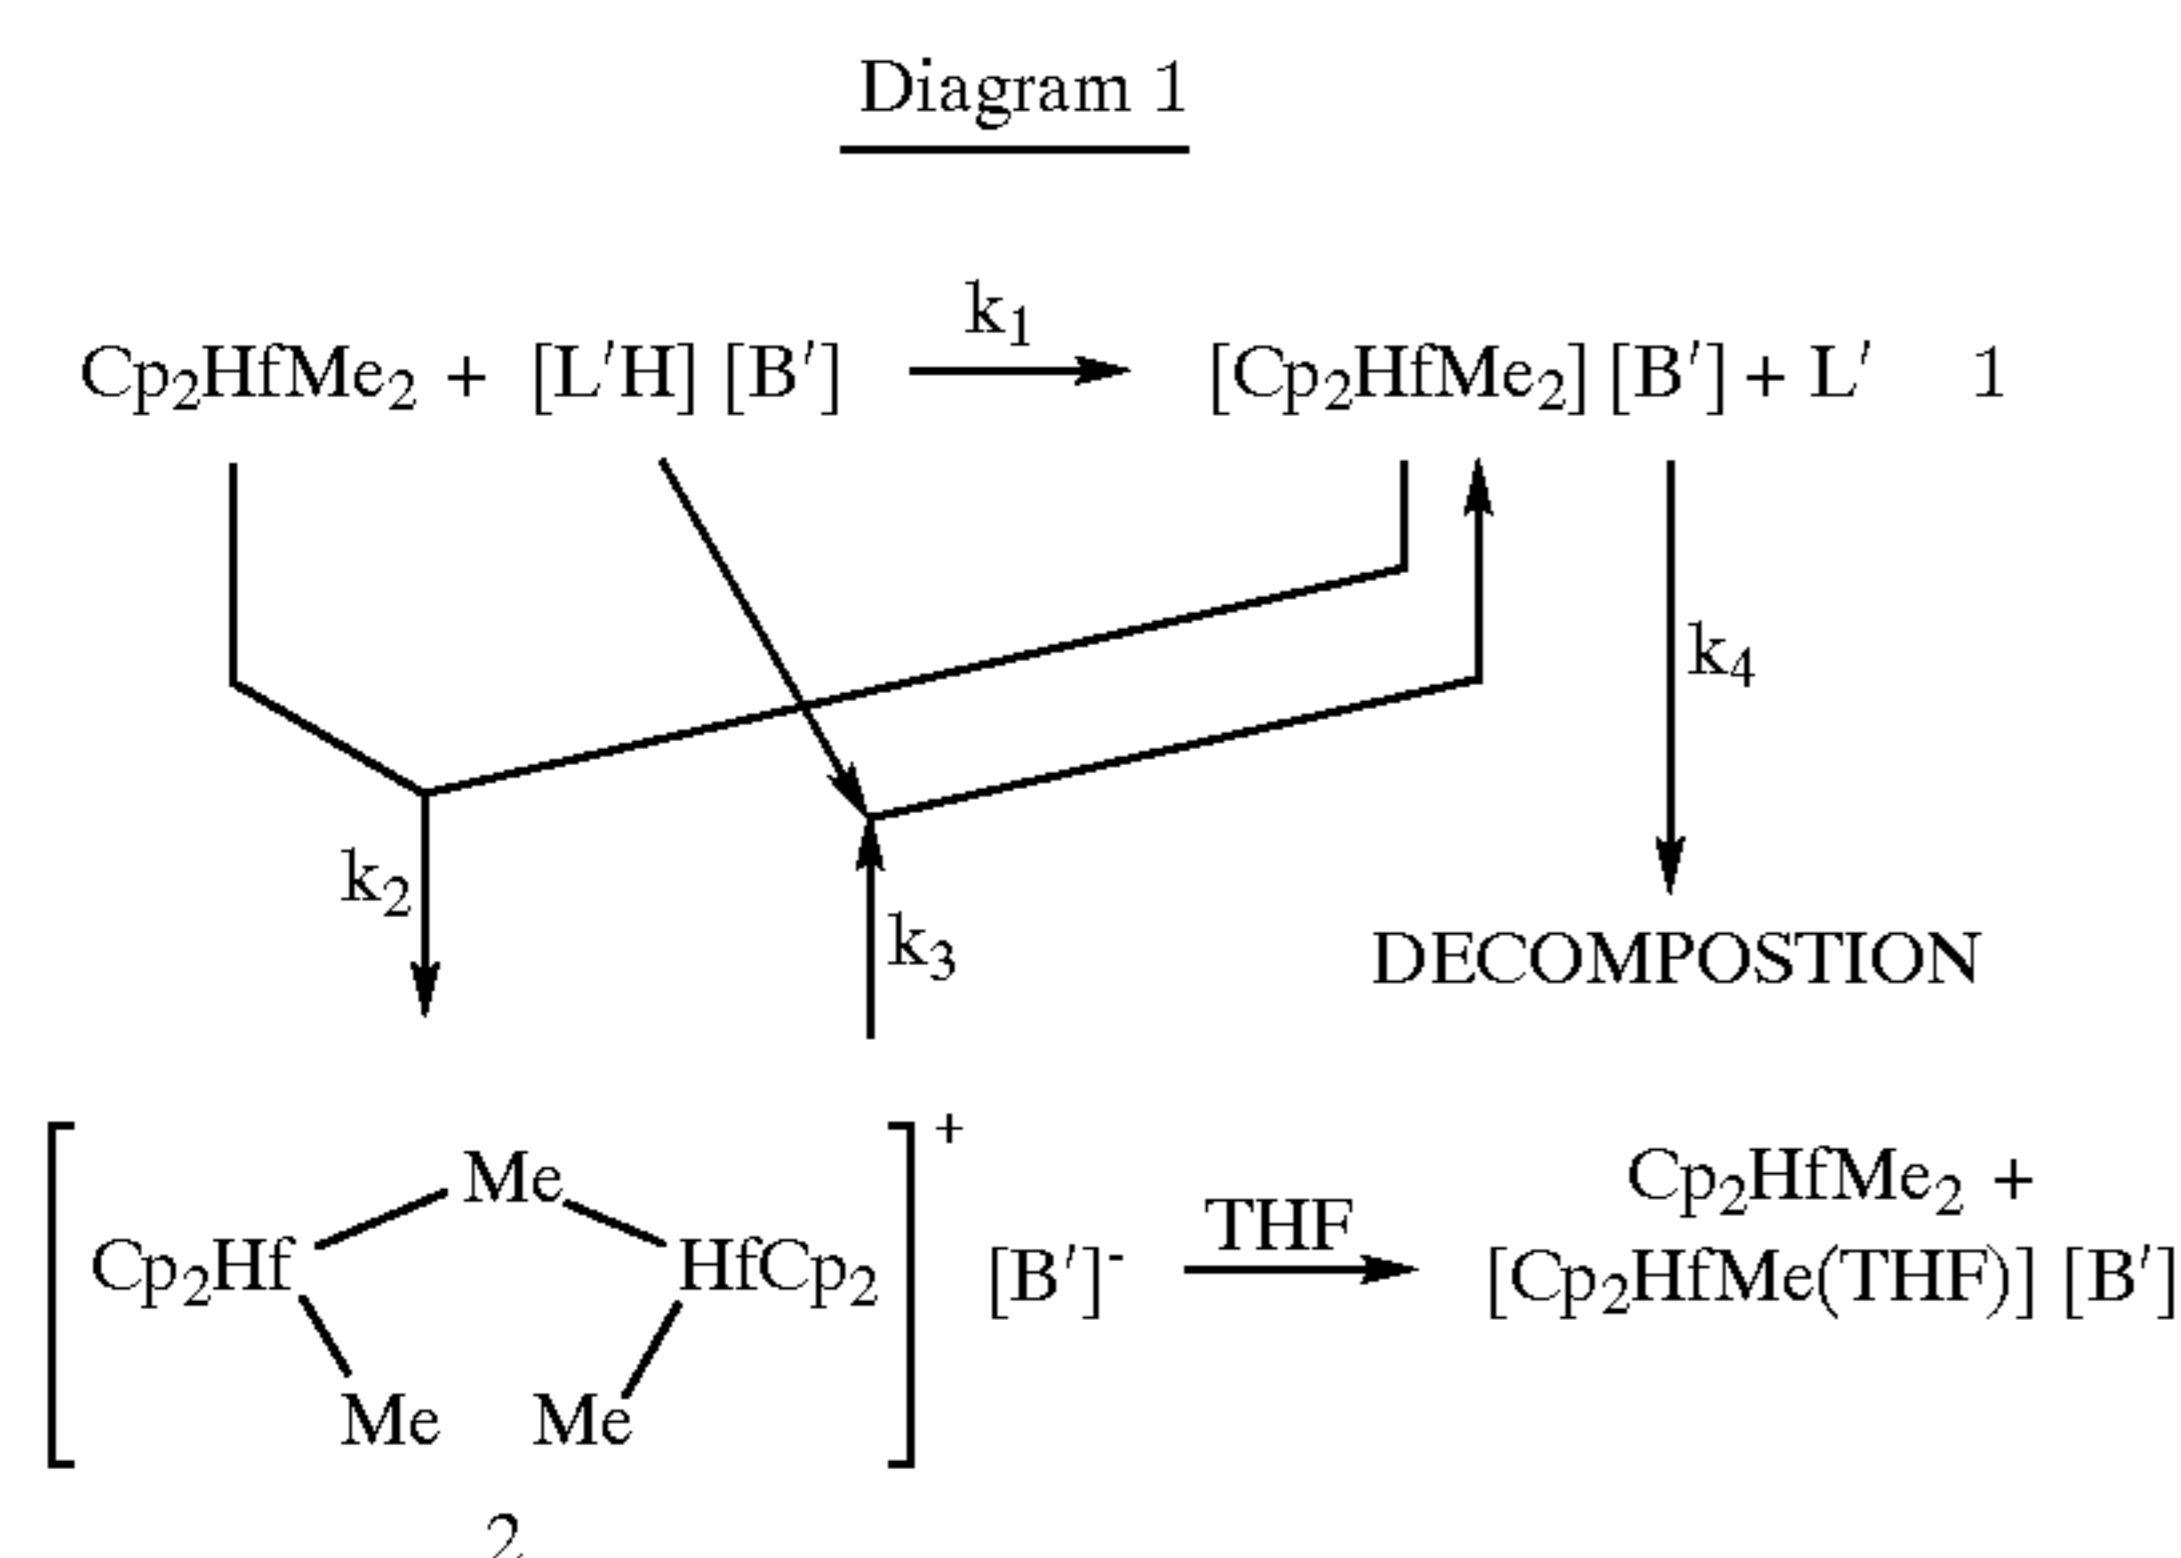 Diagram 1
k₁
Cp₂HfMe₂ + [L′H] [B′] [Cp₂HfMe₂] [B′] + L′ 1
k₄
k₂
k₃
DECOMPOSTION
+
Me
Cp₂HfMe₂ +
THF
Cp₂Hf HfCp₂ [B′]⁻
[Cp₂HfMe(THF)] [B′]
Me Me
2